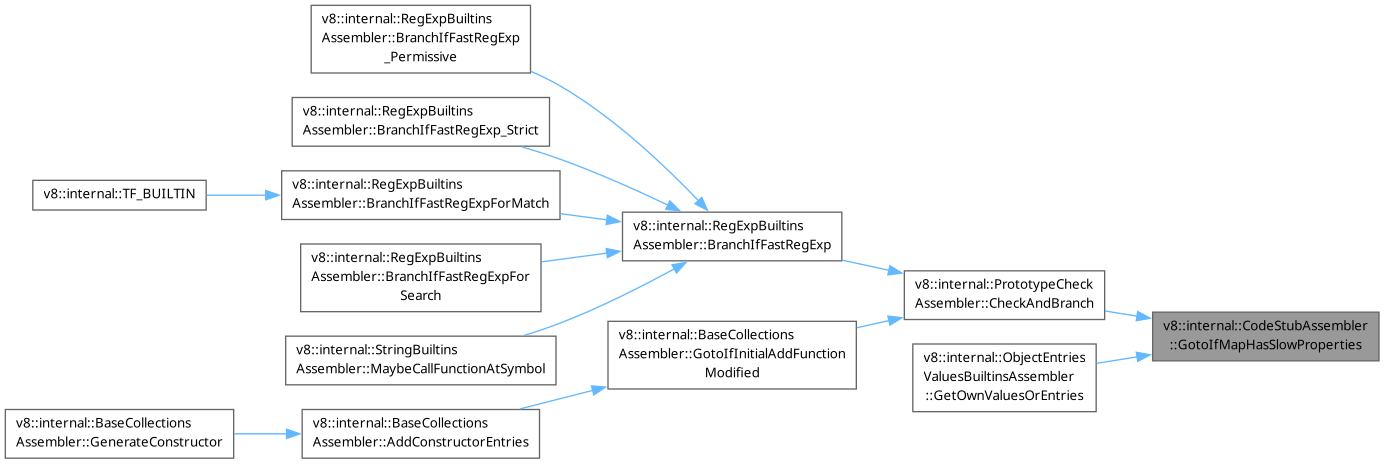 v8::internal::RegExpBuiltins
Assembler::BranchIfFastRegExp
_Permissive
v8::internal::RegExpBuiltins
Assembler::BranchIfFastRegExp_Strict
v8::internal::TF_BUILTIN
v8::internal::RegExpBuiltins
Assembler::BranchIfFastRegExpForMatch
v8::internal::RegExpBuiltins
Assembler::BranchIfFastRegExpFor
Search
v8::internal::StringBuiltins
Assembler::MaybeCallFunctionAtSymbol
v8::internal::RegExpBuiltins
Assembler::BranchIfFastRegExp
v8::internal::BaseCollections
Assembler::GotoIfInitialAddFunction
Modified
v8::internal::BaseCollections
Assembler::GenerateConstructor
v8::internal::BaseCollections
Assembler::AddConstructorEntries
v8::internal::PrototypeCheck
Assembler::CheckAndBranch
v8::internal::ObjectEntries
ValuesBuiltinsAssembler
::GetOwnValuesOrEntries
v8::internal::CodeStubAssembler
::GotoIfMapHasSlowProperties